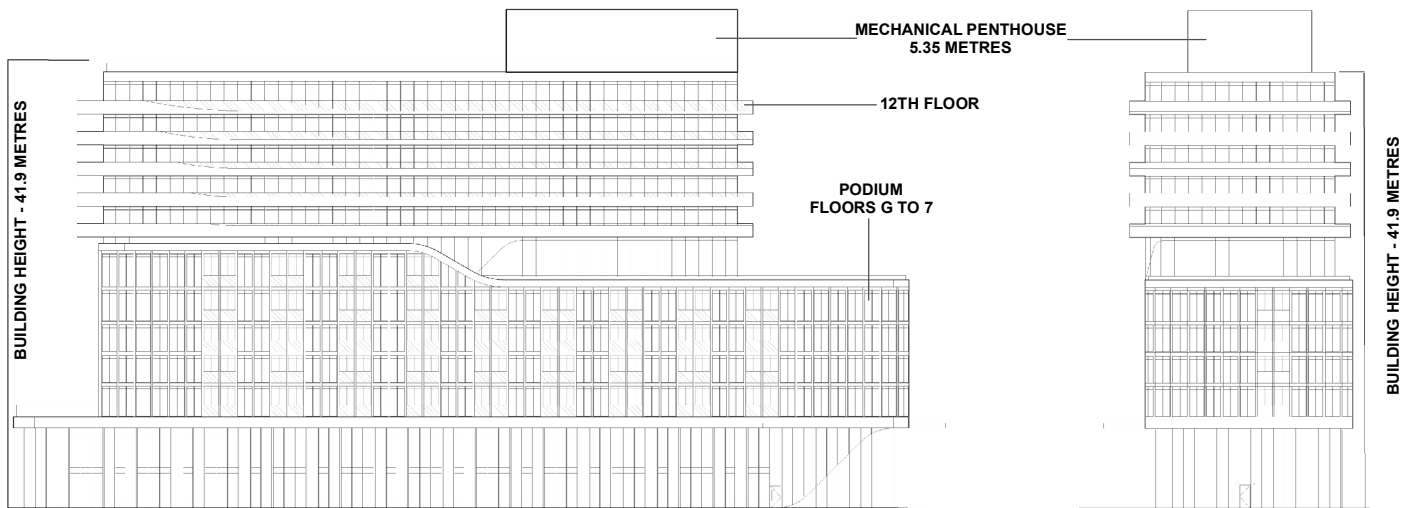 MECHANICAL PENTHOUSE
5.35 METRES
12TH FLOOR
PODIUM
FLOORS G TO 7
BUILDING HEIGHT - 41.9 METRES
BUILDING HEIGHT - 41.9 METRES